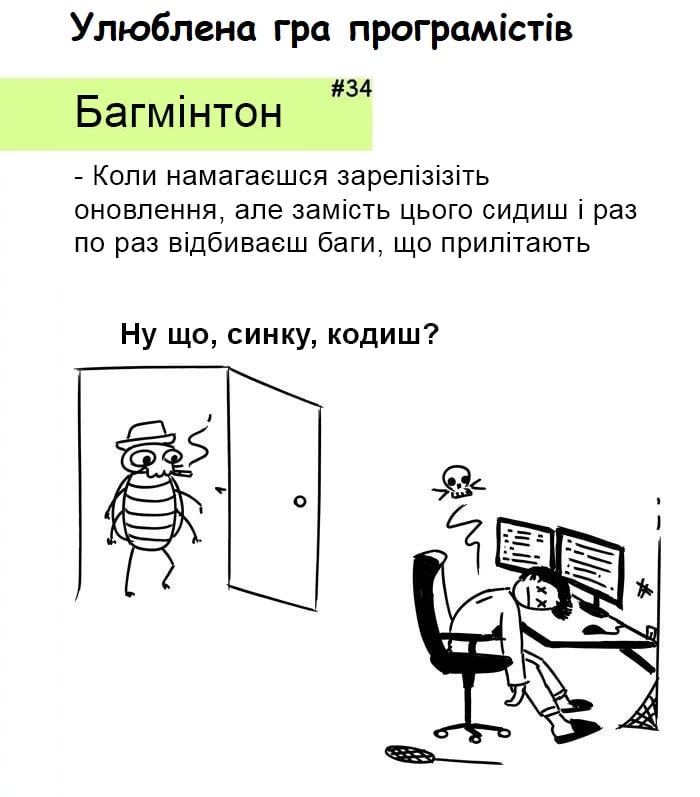 Улюблена гра програмістів
#34
Багмінтон
- Коли намагаєшся зарелізізіть
оновлення, але замість цього сидиш і раз
по раз відбиваєш баги, що прилітають
Ну що, синку, кодиш?